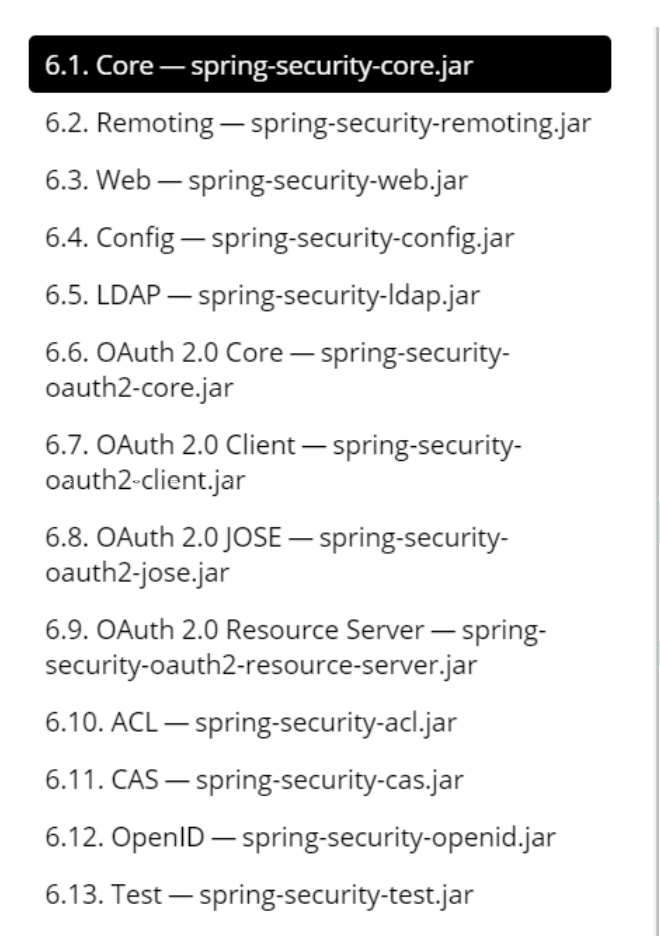 6.1. Core — spring-security-core.jar
6.2. Remoting — spring-security-remoting.jar
6.3. Web — spring-security-web.jar
6.4. Config — spring-security-config.jar
6.5. LDAP — spring-security-ldap.jar
6.6. OAuth 2.0 Core — spring-security-
oauth2-core.jar
6.7. OAuth 2.0 Client — spring-security-
oauth2-client.jar
6.8. OAuth 2.0 JOSE — spring-security-
oauth2-jose.jar
6.9. OAuth 2.0 Resource Server — spring-
security-oauth2-resource-server.jar
6.10. ACL — spring-security-acl.jar
6.11. CAS — spring-security-cas.jar
6.12. OpenID — spring-security-openid.jar
6.13. Test — spring-security-test.jar